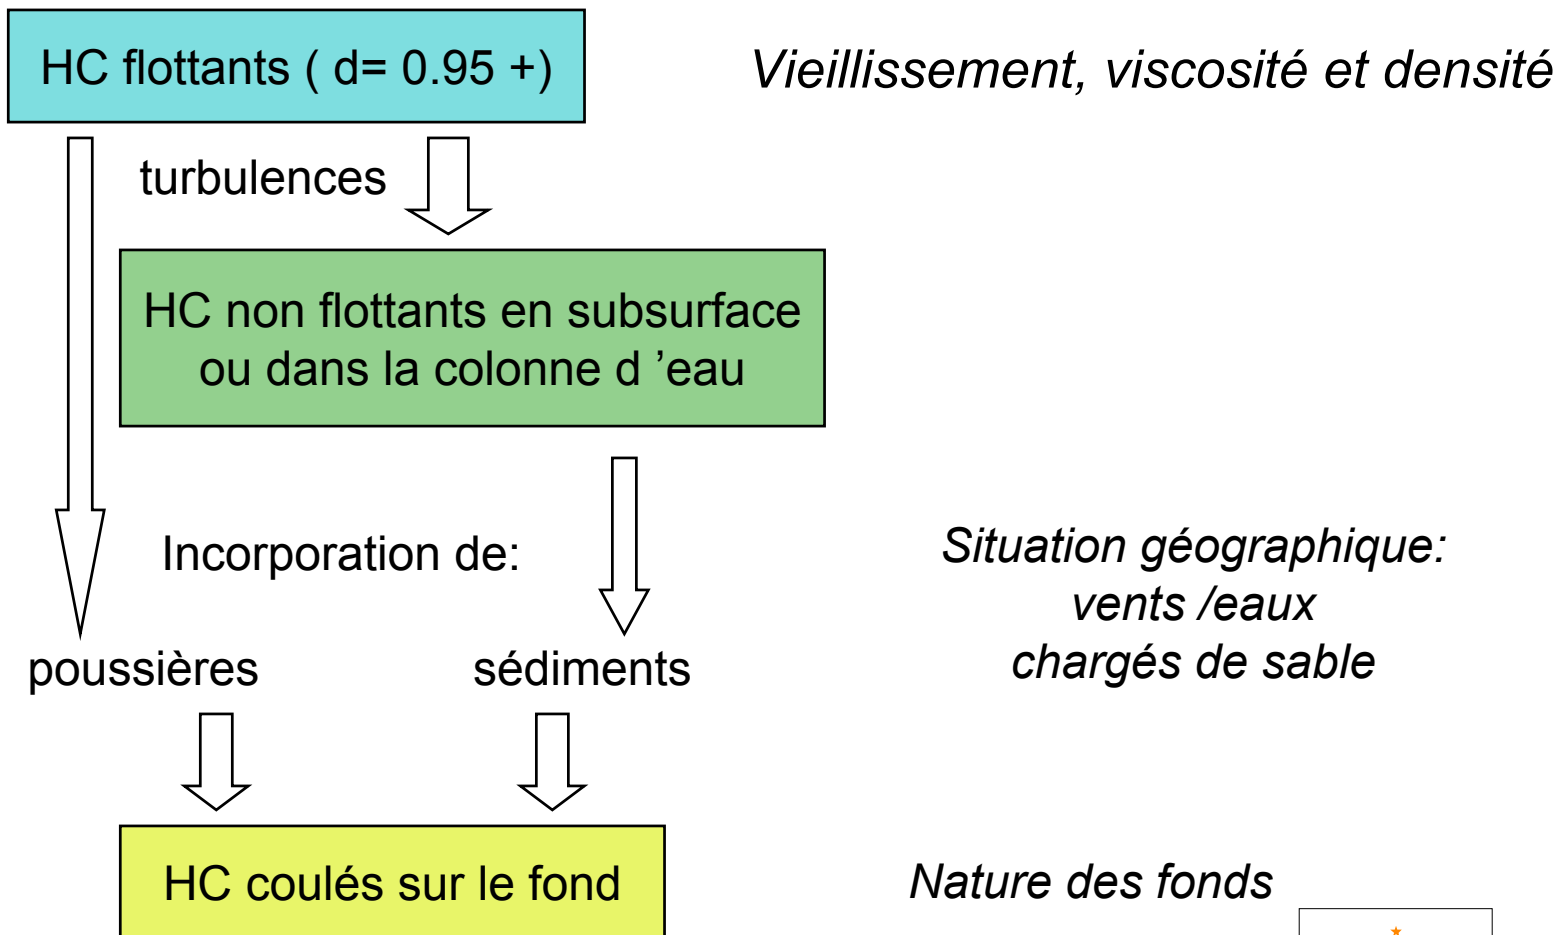 HC flottants ( d= 0.95 +)
Vieillissement, viscosité et densité
turbulences
HC non flottants en subsurface
ou dans la colonne d ’eau
Incorporation de:
Situation géographique:
vents /eaux
chargés de sable
poussières
sédiments
HC coulés sur le fond
Nature des fonds